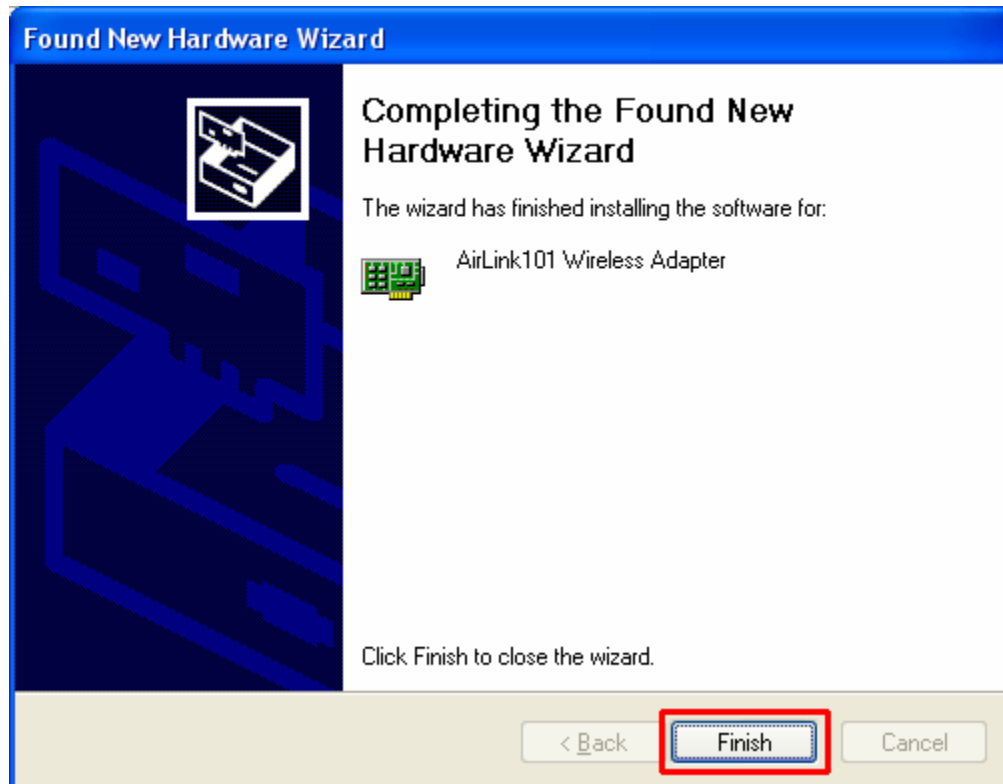 Found New Hardware Wizard
Completing the Found New
Hardware Wizard
The wizard has finished installing the software for:
AirLink101 Wireless Adapter
Click Finish to close the wizard.
< Back
Finish
Cancel